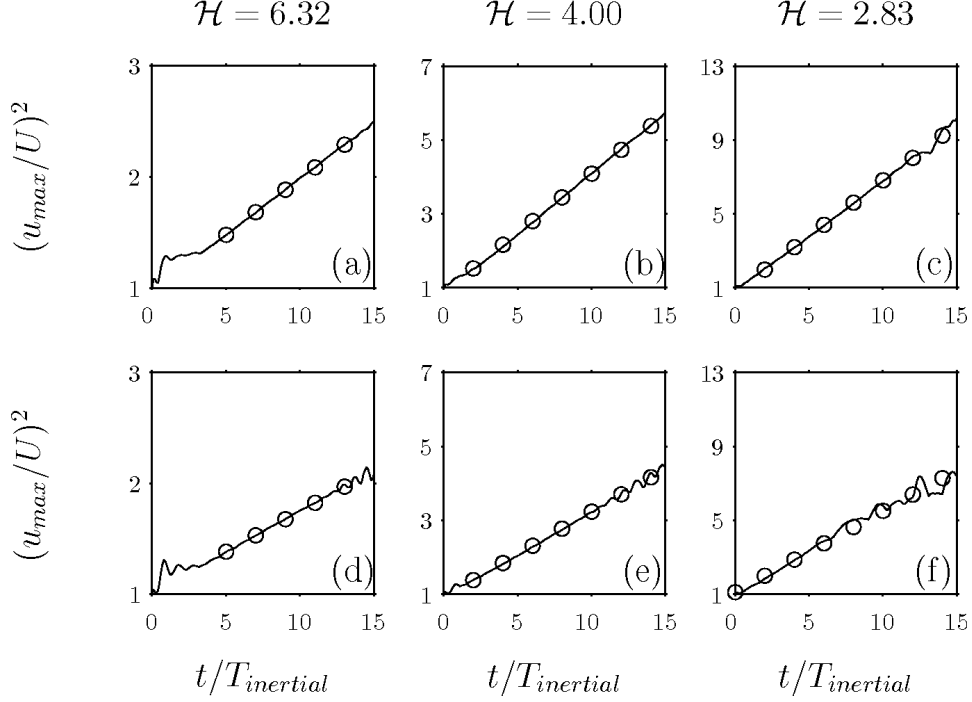 ℋ = 6.32
ℋ = 4.00
ℋ = 2.83
(u_max/U)²
3
2
1
0 5 10 15
(a)
7
5
3
1
0 5 10 15
(b)
13
9
5
1
0 5 10 15
(c)
(u_max/U)²
3
2
1
0 5 10 15
(d)
7
5
3
1
0 5 10 15
(e)
13
9
5
1
0 5 10 15
(f)
t/T_inertial
t/T_inertial
t/T_inertial